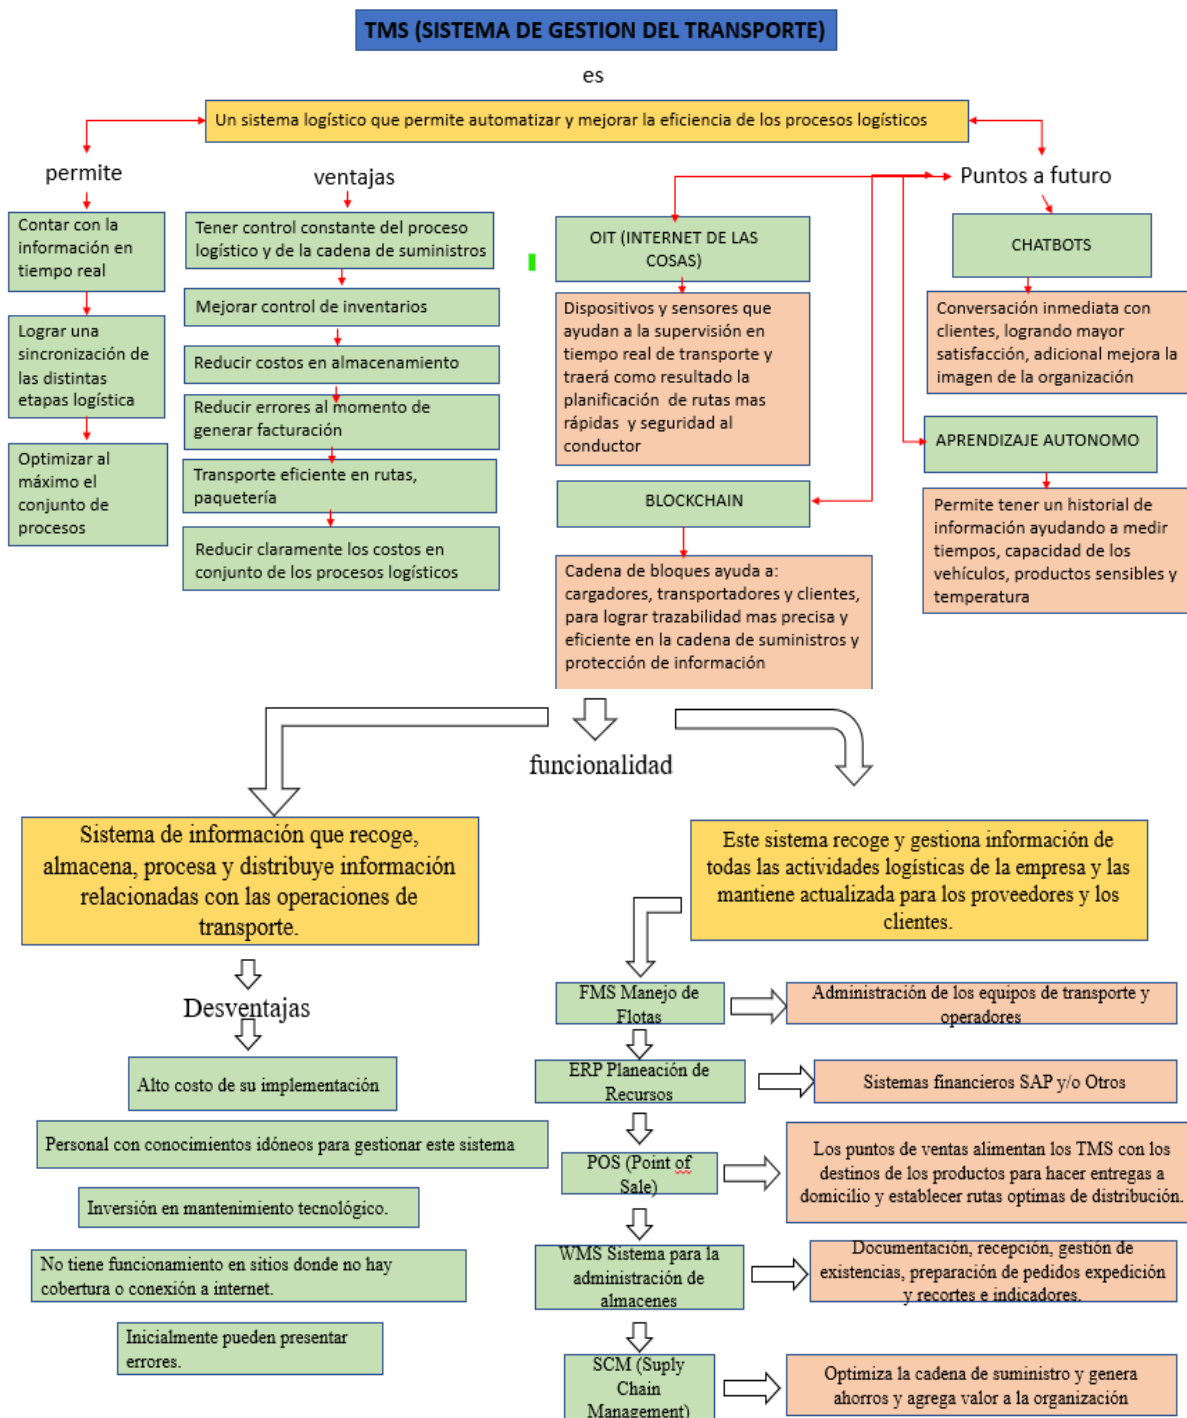 TMS (SISTEMA DE GESTION DEL TRANSPORTE)
es
Un sistema logístico que permite automatizar y mejorar la eficiencia de los procesos logísticos
permite
Contar con la
información en
tiempo real
Lograr una
sincronización de
las distintas
etapas logística
Optimizar al
máximo el
conjunto de
procesos
ventajas
Tener control constante del proceso
logístico y de la cadena de suministros
Mejorar control de inventarios
Reducir costos en almacenamiento
Reducir errores al momento de
generar facturación
Transporte eficiente en rutas,
paquetería
Reducir claramente los costos en
conjunto de los procesos logísticos
Puntos a futuro
OIT (INTERNET DE LAS
COSAS)
Dispositivos y sensores que
ayudan a la supervisión en
tiempo real de transporte y
traerá como resultado la
planificación de rutas mas
rápidas y seguridad al
conductor
BLOCKCHAIN
Cadena de bloques ayuda a:
cargadores, transportadores y clientes,
para lograr trazabilidad mas precisa y
eficiente en la cadena de suministros y
protección de información
CHATBOTS
Conversación inmediata con
clientes, logrando mayor
satisfacción, adicional mejora la
imagen de la organización
APRENDIZAJE AUTONOMO
Permite tener un historial de
información ayudando a medir
tiempos, capacidad de los
vehículos, productos sensibles y
temperatura
funcionalidad
Sistema de información que recoge,
almacena, procesa y distribuye información
relacionadas con las operaciones de
transporte.
Desventajas
Alto costo de su implementación
Personal con conocimientos idóneos para gestionar este sistema
Inversión en mantenimiento tecnológico.
No tiene funcionamiento en sitios donde no hay
cobertura o conexión a internet.
Inicialmente pueden presentar
errores.
Este sistema recoge y gestiona información de
todas las actividades logísticas de la empresa y las
mantiene actualizada para los proveedores y los
clientes.
FMS Manejo de
Flotas
Administración de los equipos de transporte y
operadores
ERP Planeación de
Recursos
Sistemas financieros SAP y/o Otros
POS (Point of
Sale)
Los puntos de ventas alimentan los TMS con los
destinos de los productos para hacer entregas a
domicilio y establecer rutas optimas de distribución.
WMS Sistema para la
administración de
almacenes
Documentación, recepción, gestión de
existencias, preparación de pedidos expedición
y recortes e indicadores.
SCM (Suply
Chain
Management)
Optimiza la cadena de suministro y genera
ahorros y agrega valor a la organización